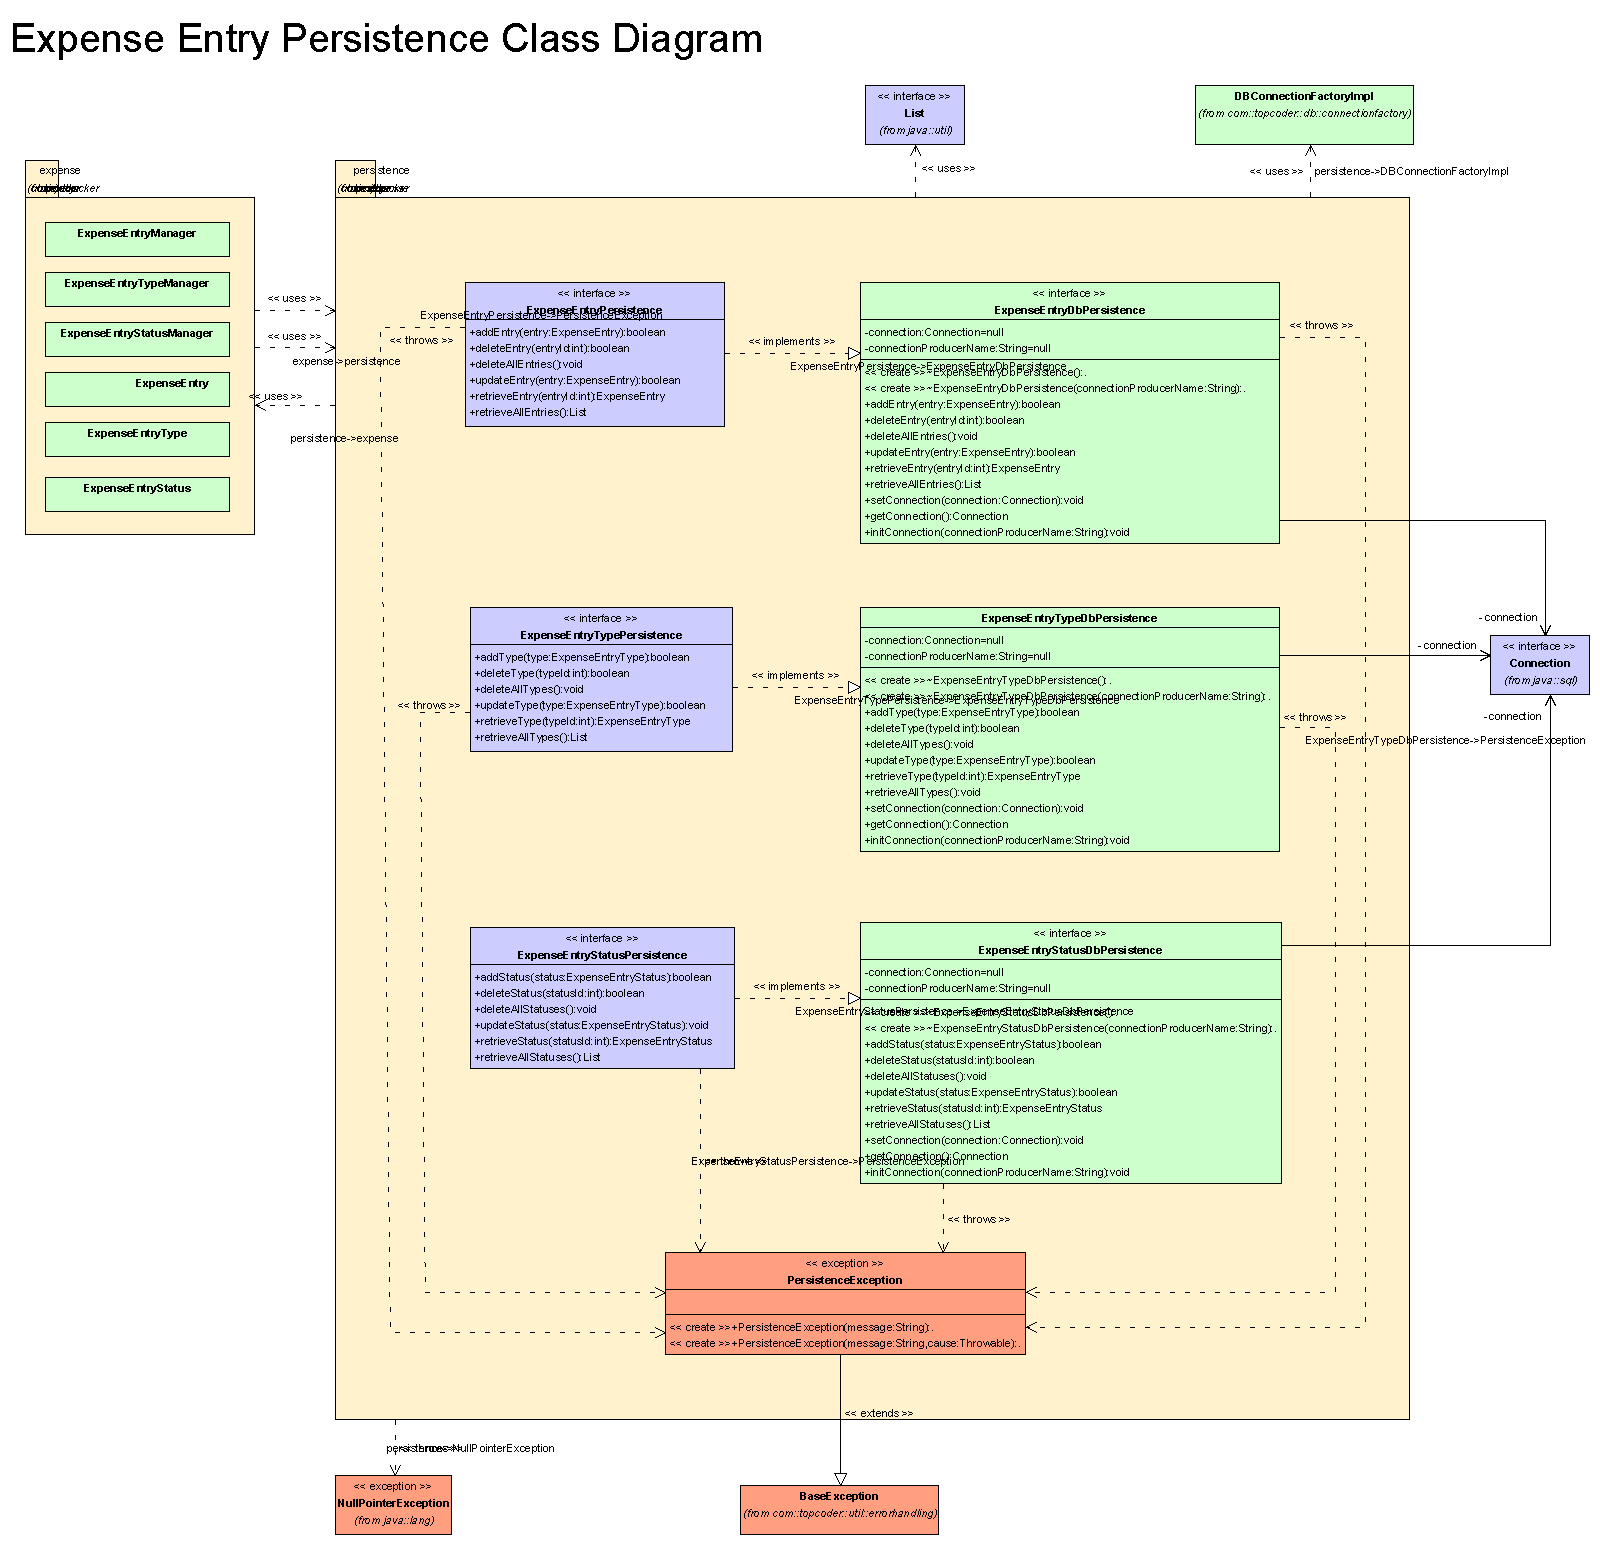 Expense Entry Persistence Class Diagram
<< interface >>
List
(from java::util)
DBConnectionFactoryImpl
(from com::topcoder::db::connectionfactory)
<< uses >>
<< uses >>
persistence->DBConnectionFactoryImpl
expense
persistence
ExpenseEntryManager
ExpenseEntryTypeManager
ExpenseEntryStatusManager
ExpenseEntry
ExpenseEntryType
ExpenseEntryStatus
<< uses >>
<< uses >>
expense->persistence
<< uses >>
persistence->expense
<< interface >>
ExpenseEntryPersistence
ExpenseEntryPersistence->PersistenceException
<< throws >>
+addEntry(entry:ExpenseEntry):boolean
+deleteEntry(entryId:int):boolean
+deleteAllEntries():void
+updateEntry(entry:ExpenseEntry):boolean
+retrieveEntry(entryId:int):ExpenseEntry
+retrieveAllEntries():List
<< implements >>
ExpenseEntryPersistence->ExpenseEntryDbPersistence
<< interface >>
ExpenseEntryDbPersistence
-connection:Connection=null
-connectionProducerName:String=null
<< create >>~ExpenseEntryDbPersistence():.
<< create >>~ExpenseEntryDbPersistence(connectionProducerName:String):.
+addEntry(entry:ExpenseEntry):boolean
+deleteEntry(entryId:int):boolean
+deleteAllEntries():void
+updateEntry(entry:ExpenseEntry):boolean
+retrieveEntry(entryId:int):ExpenseEntry
+retrieveAllEntries():List
+setConnection(connection:Connection):void
+getConnection():Connection
+initConnection(connectionProducerName:String):void
<< throws >>
- connection
- connection
<< interface >>
Connection
(from java::sql)
- connection
<< interface >>
ExpenseEntryTypePersistence
+addType(type:ExpenseEntryType):boolean
+deleteType(typeId:int):boolean
+deleteAllTypes():void
+updateType(type:ExpenseEntryType):boolean
+retrieveType(typeId:int):ExpenseEntryType
+retrieveAllTypes():List
<< throws >>
<< implements >>
ExpenseEntryTypePersistence->ExpenseEntryTypeDbPersistence
ExpenseEntryTypeDbPersistence
-connection:Connection=null
-connectionProducerName:String=null
<< create >>~ExpenseEntryTypeDbPersistence():.
<< create >>~ExpenseEntryTypeDbPersistence(connectionProducerName:String):.
+addType(type:ExpenseEntryType):boolean
+deleteType(typeId:int):boolean
+deleteAllTypes():void
+updateType(type:ExpenseEntryType):boolean
+retrieveType(typeId:int):ExpenseEntryType
+retrieveAllTypes():void
+setConnection(connection:Connection):void
+getConnection():Connection
+initConnection(connectionProducerName:String):void
<< throws >>
ExpenseEntryTypeDbPersistence->PersistenceException
<< interface >>
ExpenseEntryStatusPersistence
+addStatus(status:ExpenseEntryStatus):boolean
+deleteStatus(statusId:int):boolean
+deleteAllStatuses():void
+updateStatus(status:ExpenseEntryStatus):void
+retrieveStatus(statusId:int):ExpenseEntryStatus
+retrieveAllStatuses():List
<< implements >>
ExpenseEntryStatusPersistence->ExpenseEntryStatusDbPersistence
<< interface >>
ExpenseEntryStatusDbPersistence
-connection:Connection=null
-connectionProducerName:String=null
<< create >>~ExpenseEntryStatusDbPersistence(connectionProducerName:String):.
+addStatus(status:ExpenseEntryStatus):boolean
+deleteStatus(statusId:int):boolean
+deleteAllStatuses():void
+updateStatus(status:ExpenseEntryStatus):boolean
+retrieveStatus(statusId:int):ExpenseEntryStatus
+retrieveAllStatuses():List
+setConnection(connection:Connection):void
+getConnection():Connection
+initConnection(connectionProducerName:String):void
ExpenseEntryStatusPersistence->PersistenceException
<< throws >>
<< exception >>
PersistenceException
<< create >>+PersistenceException(message:String):.
<< create >>+PersistenceException(message:String,cause:Throwable):.
<< extends >>
persistence->NullPointerException
<< exception >>
NullPointerException
(from java::lang)
BaseException
(from com::topcoder::util::errorhandling)